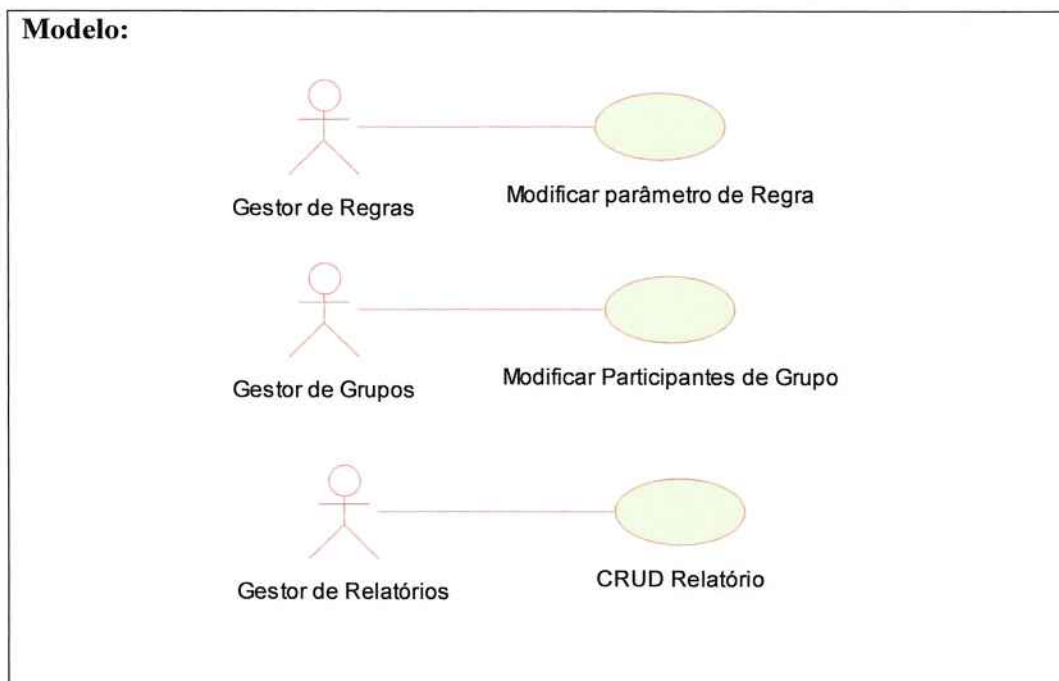 Modelo:
Gestor de Regras
Modificar parâmetro de Regra
Gestor de Grupos
Modificar Participantes de Grupo
Gestor de Relatórios
CRUD Relatório